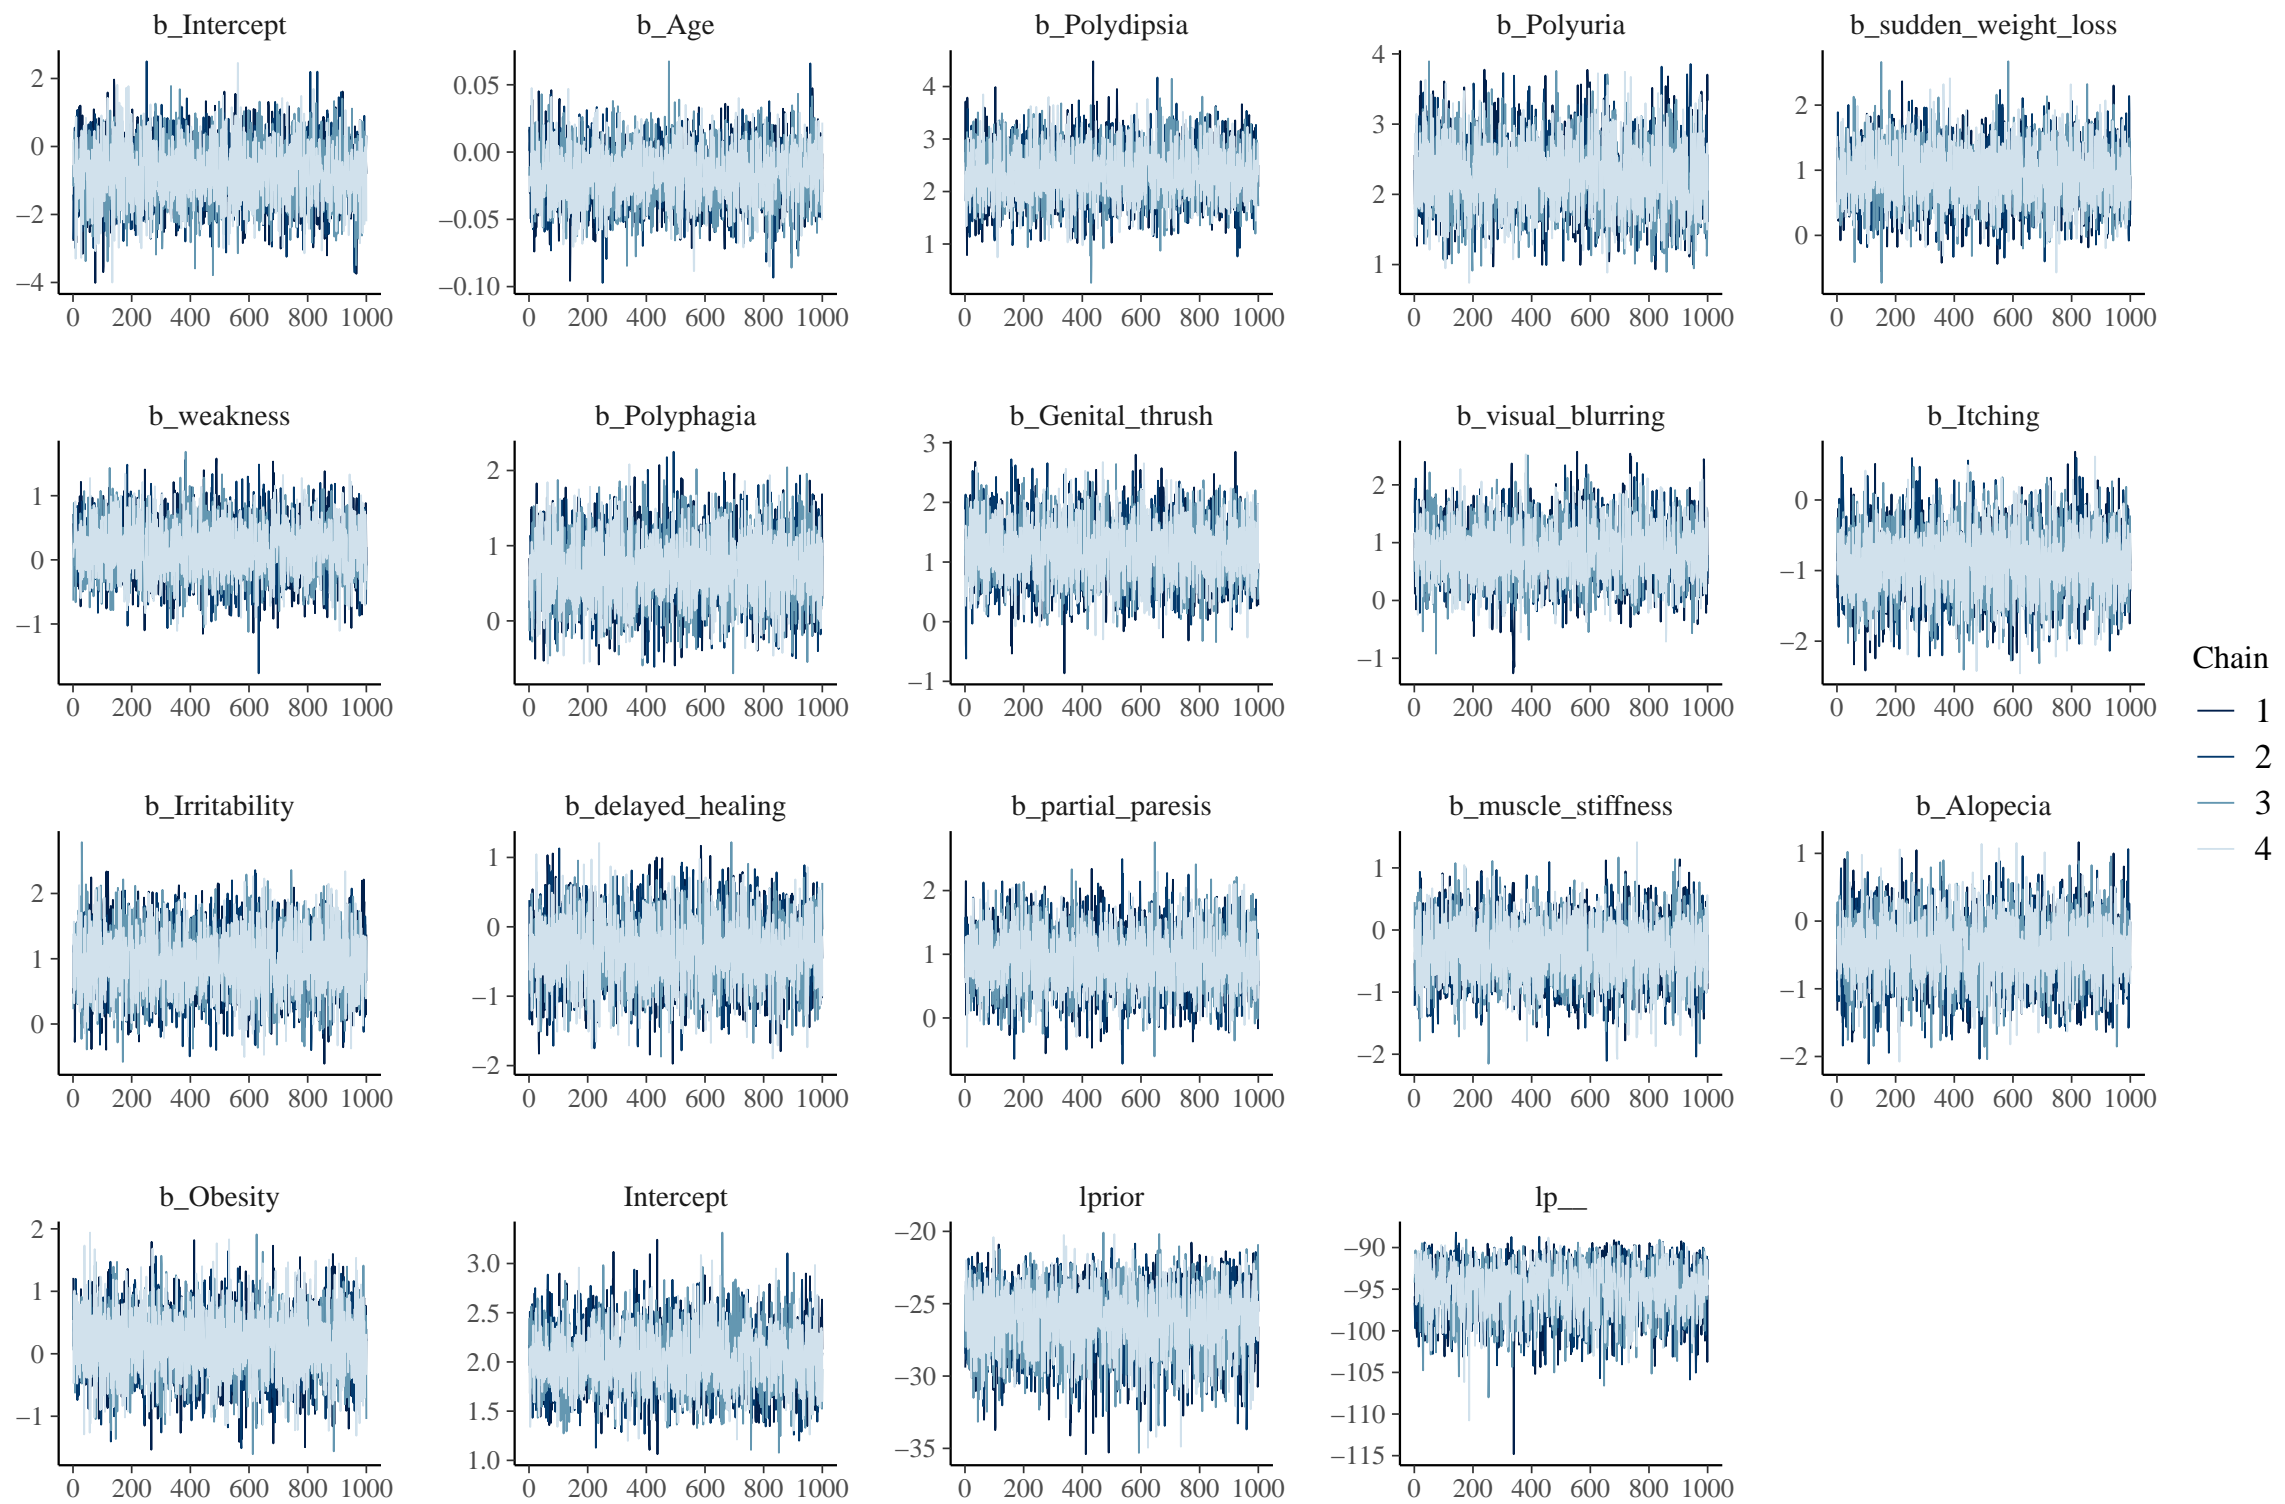 b_Intercept b_Age b_Polydipsia b_Polyuria b_sudden_weight_loss
2 0 −2 −4
0.05 0.00 −0.05 −0.10
4 3 2 1
4 3 2 1
2 1 0
0 200 400 600 800 1000 0 200 400 600 800 1000 0 200 400 600 800 1000 0 200 400 600 800 1000 0 200 400 600 800 1000
b_weakness b_Polyphagia b_Genital_thrush b_visual_blurring b_Itching
1 0 −1
2 1 0
3 2 1 0 −1
2 1 0 −1
0 −1 −2
0 200 400 600 800 1000 0 200 400 600 800 1000 0 200 400 600 800 1000 0 200 400 600 800 1000 0 200 400 600 800 1000
b_Irritability b_delayed_healing b_partial_paresis b_muscle_stiffness b_Alopecia
2 1 0
1 0 −1 −2
2 1 0
1 0 −1 −2
1 0 −1 −2
0 200 400 600 800 1000 0 200 400 600 800 1000 0 200 400 600 800 1000 0 200 400 600 800 1000 0 200 400 600 800 1000
b_Obesity Intercept lprior lp__
2 1 0 −1
3.0 2.5 2.0 1.5 1.0
−20 −25 −30 −35
−90 −95 −100 −105 −110 −115
0 200 400 600 800 1000 0 200 400 600 800 1000 0 200 400 600 800 1000 0 200 400 600 800 1000
Chain
1
2
3
4